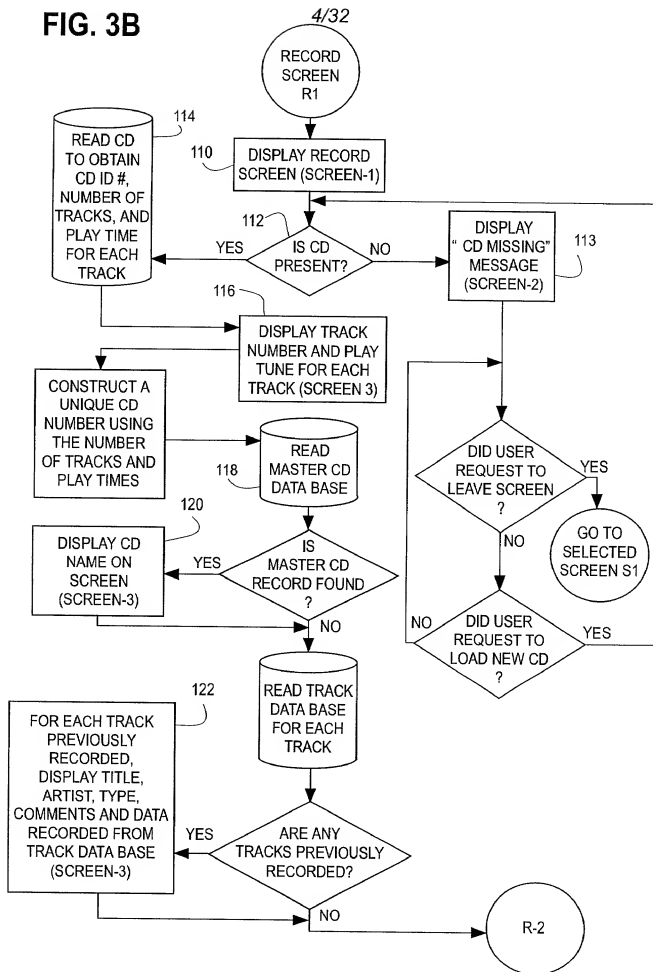 FIG. 3B
4/32
RECORD
SCREEN
R1
114
READ CD
TO OBTAIN
CD ID #,
NUMBER OF
TRACKS, AND
PLAY TIME
FOR EACH
TRACK
110
DISPLAY RECORD
SCREEN (SCREEN-1)
112
YES
IS CD
PRESENT?
NO
DISPLAY
“ CD MISSING”
MESSAGE
(SCREEN-2)
113
116
DISPLAY TRACK
NUMBER AND PLAY
TUNE FOR EACH
TRACK (SCREEN 3)
CONSTRUCT A
UNIQUE CD
NUMBER USING
THE NUMBER
OF TRACKS AND
PLAY TIMES
118
READ
MASTER CD
DATA BASE
DID USER
REQUEST TO
LEAVE SCREEN
?
YES
NO
GO TO
SELECTED
SCREEN S1
120
DISPLAY CD
NAME ON
SCREEN
(SCREEN-3)
YES
IS
MASTER CD
RECORD FOUND
?
NO
NO
DID USER
REQUEST TO
LOAD NEW CD
?
YES
READ TRACK
DATA BASE
FOR EACH
TRACK
122
FOR EACH TRACK
PREVIOUSLY
RECORDED,
DISPLAY TITLE,
ARTIST, TYPE,
COMMENTS AND DATA
RECORDED FROM
TRACK DATA BASE
(SCREEN-3)
YES
ARE ANY
TRACKS PREVIOUSLY
RECORDED?
NO
R-2